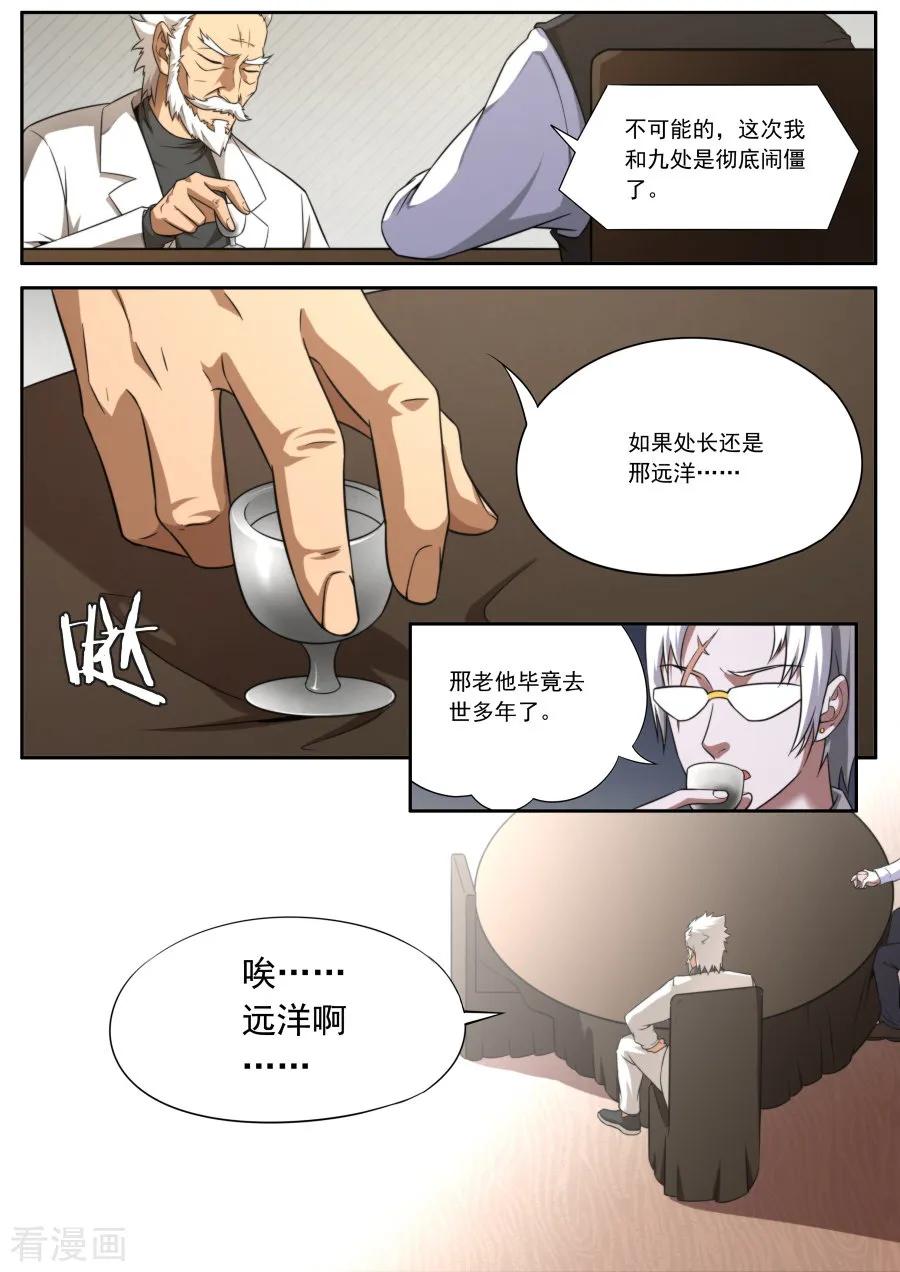 不可能的，这次我
和九处是彻底闹僵
了。
如果处长还是
邢远洋……
哒
邢老他毕竟去
世多年了。
唉……
远洋啊
……
看漫画